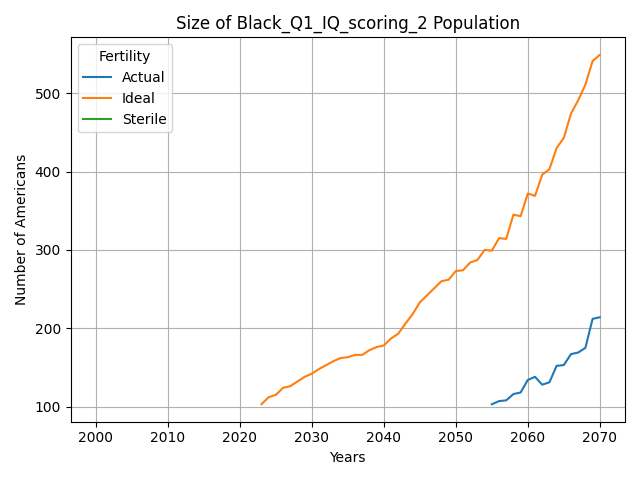 Size of Black_Q1_IQ_scoring_2 Population
Fertility
Actual
Ideal
Sterile
Number of Americans
500
400
300
200
100
2000 2010 2020 2030 2040 2050 2060 2070
Years